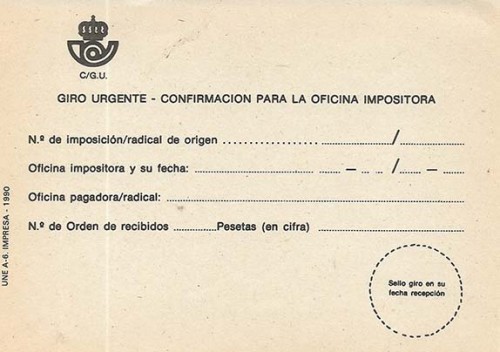 C/G.U.
GIRO URGENTE - CONFIRMACION PARA LA OFICINA IMPOSITORA
N.º de imposición/radical de origen ................../..................
Oficina impositora y su fecha: .................. — .. .. / .......... — ..........
Oficina pagadora/radical: ....................................
N.º de Orden de recibidos ............Pesetas (en cifra) ......................
Sello giro en su
fecha recepción
UNE A-6. IMPRESA - 1990